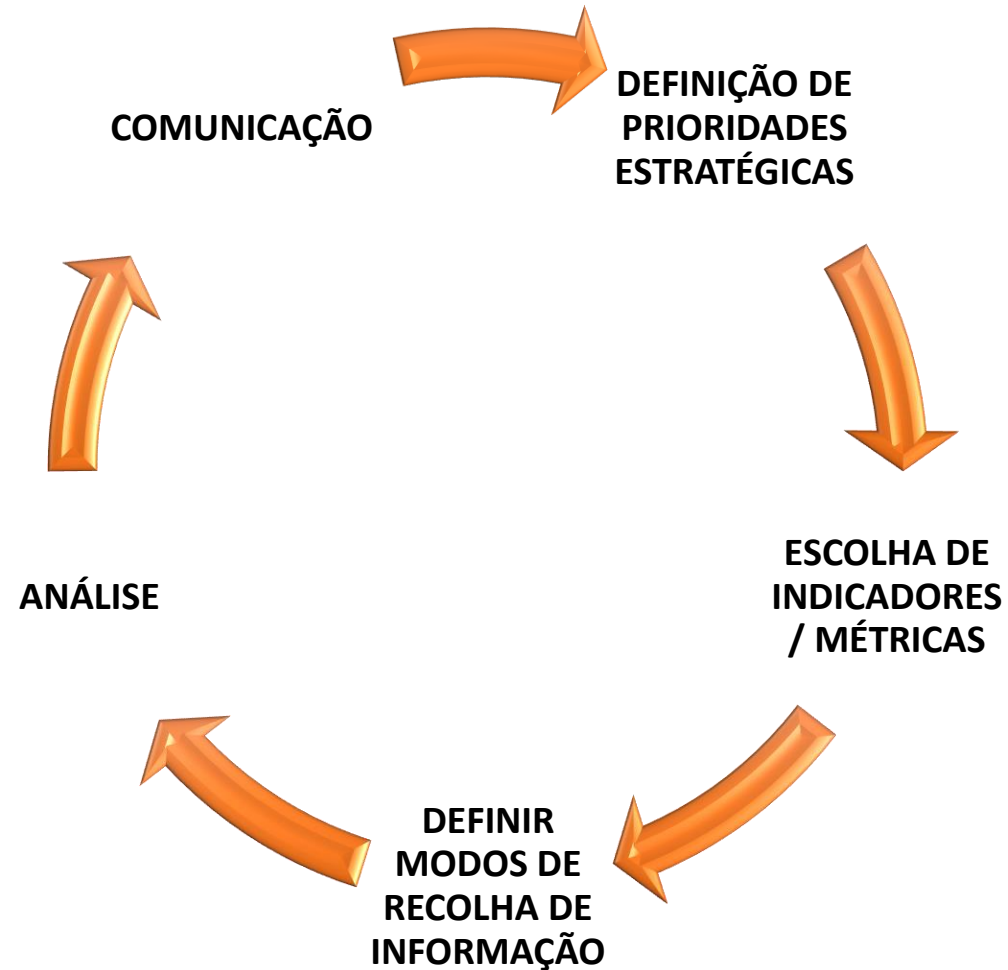 COMUNICAÇÃO
DEFINIÇÃO DE
PRIORIDADES
ESTRATÉGICAS
ESCOLHA DE
INDICADORES
/ MÉTRICAS
DEFINIR
MODOS DE
RECOLHA DE
INFORMAÇÃO
ANÁLISE